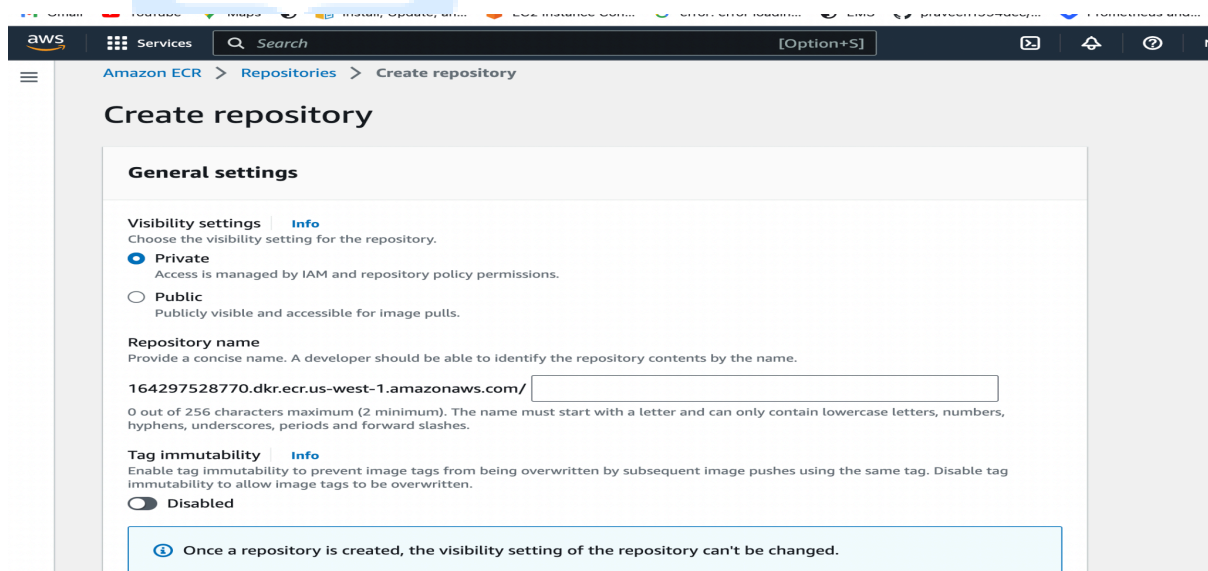 aws Services Search [Option+S]
Amazon ECR > Repositories > Create repository
Create repository
General settings
Visibility settings Info
Choose the visibility setting for the repository.
Private
Access is managed by IAM and repository policy permissions.
Public
Publicly visible and accessible for image pulls.
Repository name
Provide a concise name. A developer should be able to identify the repository contents by the name.
164297528770.dkr.ecr.us-west-1.amazonaws.com/
0 out of 256 characters maximum (2 minimum). The name must start with a letter and can only contain lowercase letters, numbers,
hyphens, underscores, periods and forward slashes.
Tag immutability Info
Enable tag immutability to prevent image tags from being overwritten by subsequent image pushes using the same tag. Disable tag
immutability to allow image tags to be overwritten.
Disabled
Once a repository is created, the visibility setting of the repository can't be changed.